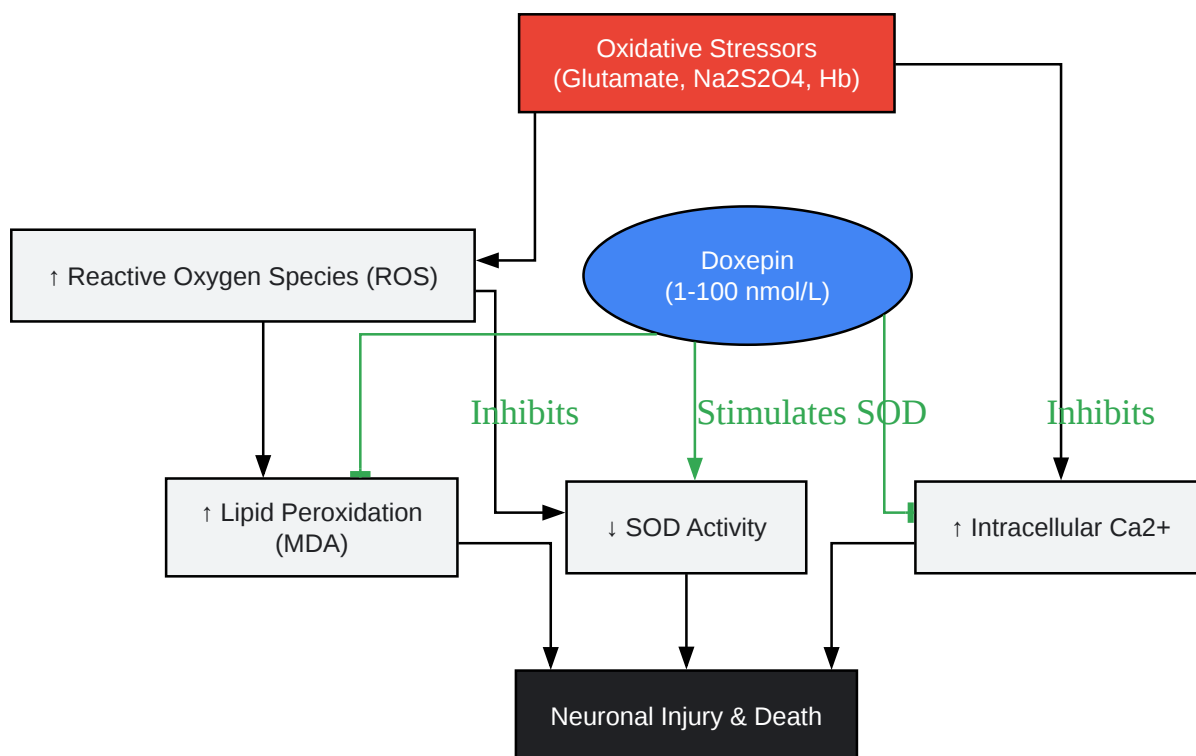 Oxidative Stressors
(Glutamate, Na2S2O4, Hb)
↑ Reactive Oxygen Species (ROS)
Doxepin
(1-100 nmol/L)
Inhibits
Stimulates SOD
Inhibits
↑ Lipid Peroxidation
(MDA)
↓ SOD Activity
↑ Intracellular Ca2+
Neuronal Injury & Death